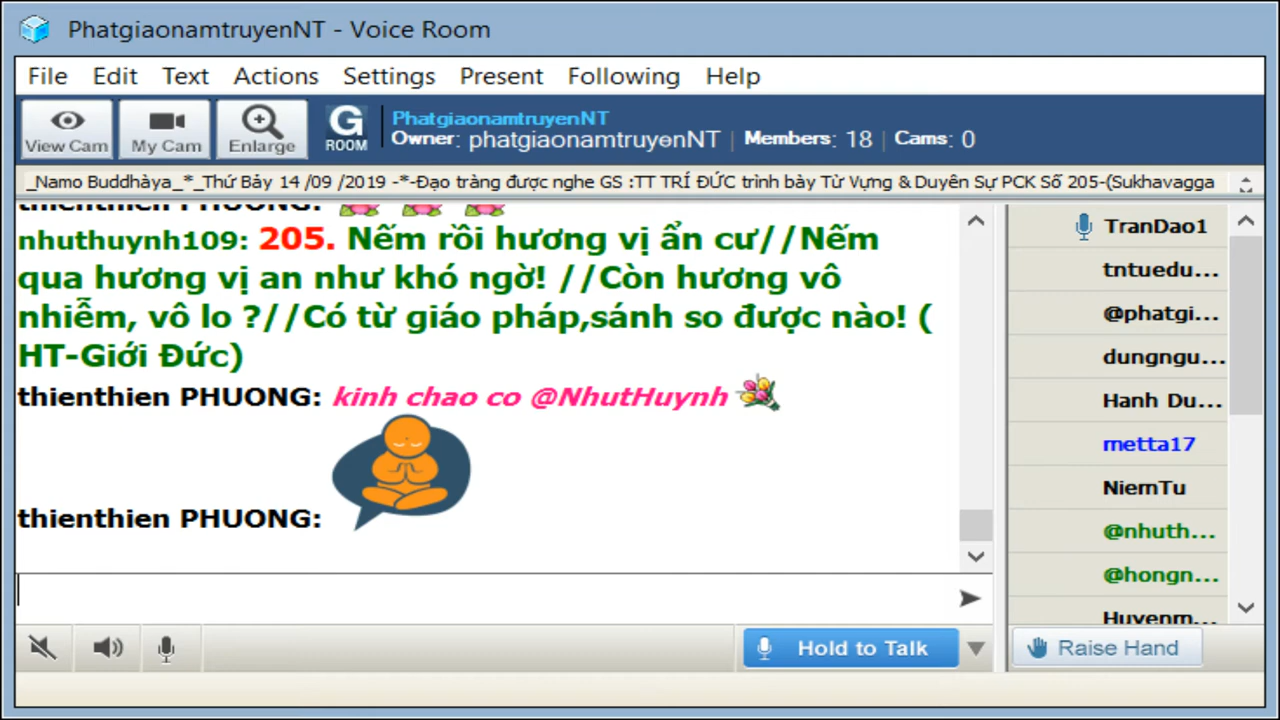 PhatgiaonamtruyenNT - Voice Room
File Edit Text Actions Settings Present Following Help
View Cam My Cam Enlarge G ROOM
PhatgiaonamtruyenNT
Owner: phatgiaonamtruyenNT | Members: 18 | Cams: 0
_Namo Buddhàya_*_Thứ Bảy 14 /09 /2019 -*-Đạo tràng được nghe GS :TT TRÍ ĐỨC trình bày Từ Vựng & Duyên Sự PCK Số 205-(Sukhavagga
thienthien PHUONG:
nhuthuynh109: 205. Nếm rồi hương vị ẩn cư//Nếm
qua hương vị an như khó ngờ! //Còn hương vô
nhiễm, vô lo ?//Có từ giáo pháp,sánh so được nào! (
HT-Giới Đức)
thienthien PHUONG: kinh chao co @NhutHuynh
thienthien PHUONG:
TranDao1
tntuedu...
@phatgi...
dungngu...
Hanh Du...
metta17
NiemTu
@nhuth...
@hongn...
Huyenm...
Hold to Talk
Raise Hand